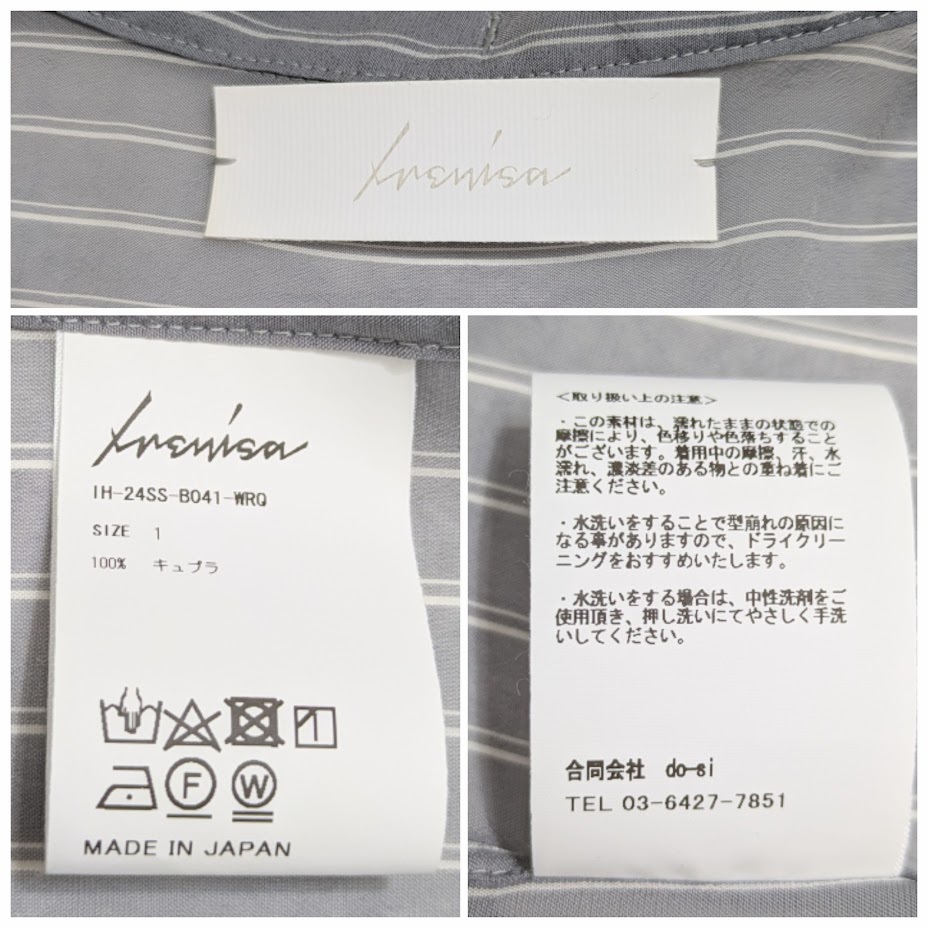 Irenisa
Irenisa
IH-24SS-B041-WRQ
SIZE 1
100% キュプラ
F W
MADE IN JAPAN
<取り扱い上の注意>
・この素材は、濡れたままの状態での
摩擦により、色移りや色落ちすること
がございます。着用中の摩擦、汗、水
濡れ、濃淡差のある物との重ね着にご
注意ください。
・水洗いをすることで型崩れの原因に
なる事がありますので、ドライクリー
ニングをおすすめいたします。
・水洗いをする場合は、中性洗剤をご
使用頂き、押し洗いにてやさしく手洗
いしてください。
合同会社 do-si
TEL 03-6427-7851